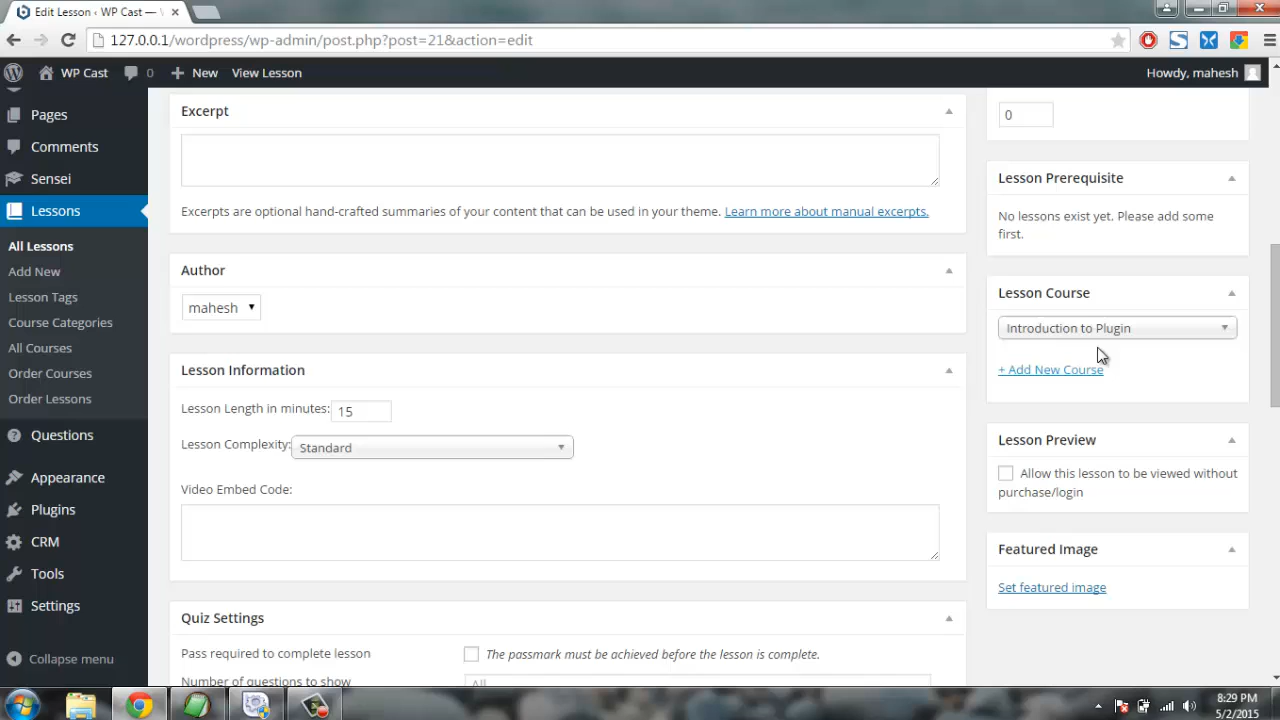 Edit Lesson ‹ WP Cast —
127.0.0.1/wordpress/wp-admin/post.php?post=21&action=edit
WP Cast 0 New View Lesson
Howdy, mahesh
Pages
Comments
Sensei
Lessons
All Lessons
Add New
Lesson Tags
Course Categories
All Courses
Order Courses
Order Lessons
Questions
Appearance
Plugins
CRM
Tools
Settings
Collapse menu
Excerpt
Excerpts are optional hand-crafted summaries of your content that can be used in your theme. Learn more about manual excerpts.
Author
mahesh
Lesson Information
Lesson Length in minutes: 15
Lesson Complexity: Standard
Video Embed Code:
Quiz Settings
Pass required to complete lesson
The passmark must be achieved before the lesson is complete.
Number of questions to show
All
0
Lesson Prerequisite
No lessons exist yet. Please add some
first.
Lesson Course
Introduction to Plugin
+ Add New Course
Lesson Preview
Allow this lesson to be viewed without
purchase/login
Featured Image
Set featured image
8:29 PM
5/2/2015